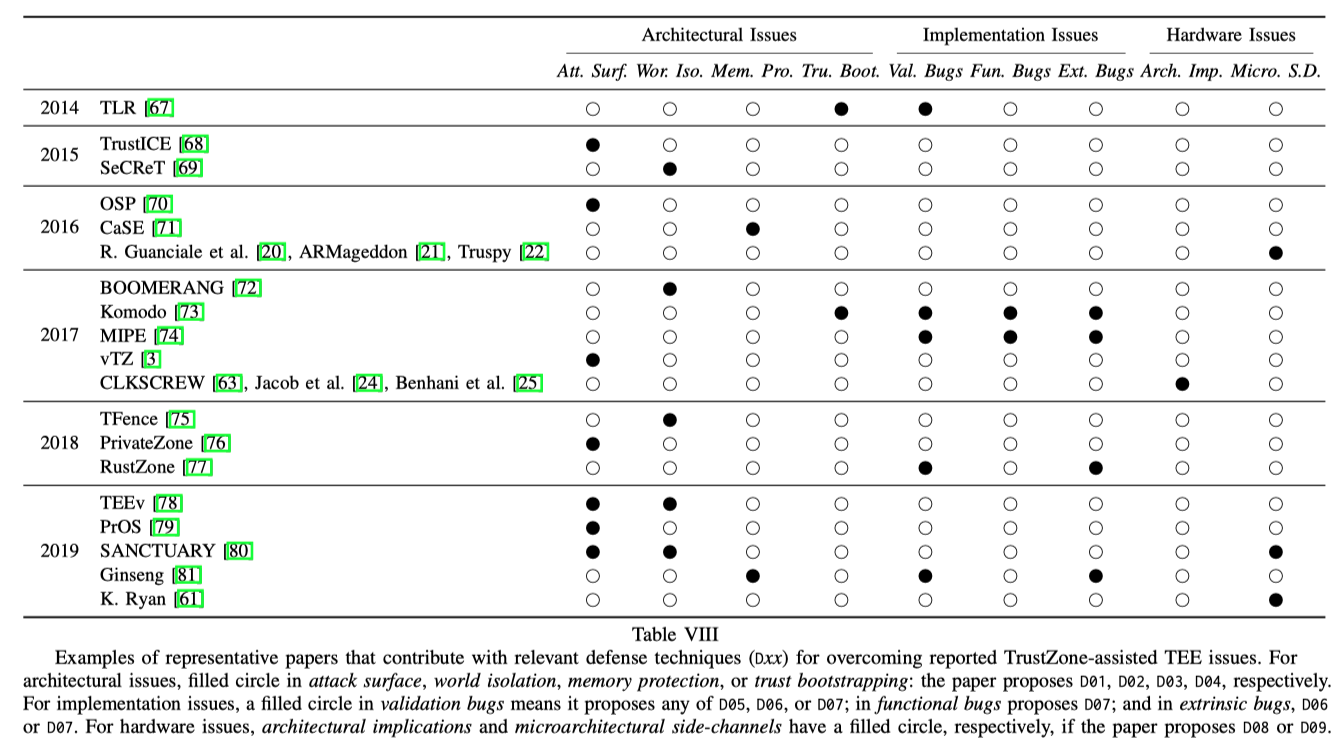 Architectural Issues Implementation Issues Hardware Issues
Att. Surf. Wor. Iso. Mem. Pro. Tru. Boot. Val. Bugs Fun. Bugs Ext. Bugs Arch. Imp. Micro. S.D.
2014 TLR [67] ○ ○ ○ ● ● ○ ○ ○ ○
2015
TrustICE [68] ● ○ ○ ○ ○ ○ ○ ○ ○
SeCReT [69] ○ ● ○ ○ ○ ○ ○ ○ ○
2016
OSP [70] ● ○ ○ ○ ○ ○ ○ ○ ○
CaSE [71] ○ ○ ● ○ ○ ○ ○ ○ ○
R. Guanciale et al. [20], ARMageddon [21], Truspy [22] ○ ○ ○ ○ ○ ○ ○ ○ ●
2017
BOOMERANG [72] ○ ● ○ ○ ○ ○ ○ ○ ○
Komodo [73] ○ ○ ○ ● ● ● ● ○ ○
MIPE [74] ○ ○ ○ ○ ● ● ● ○ ○
vTZ [3] ● ○ ○ ○ ○ ○ ○ ○ ○
CLKSCREW [63], Jacob et al. [24], Benhani et al. [25] ○ ○ ○ ○ ○ ○ ○ ● ○
2018
TFence [75] ○ ● ○ ○ ○ ○ ○ ○ ○
PrivateZone [76] ● ○ ○ ○ ○ ○ ○ ○ ○
RustZone [77] ○ ○ ○ ○ ● ○ ● ○ ○
2019
TEEv [78] ● ● ○ ○ ○ ○ ○ ○ ○
PrOS [79] ● ○ ○ ○ ○ ○ ○ ○ ○
SANCTUARY [80] ● ● ○ ○ ○ ○ ○ ○ ●
Ginseng [81] ○ ○ ● ○ ● ○ ● ○ ○
K. Ryan [61] ○ ○ ○ ○ ○ ○ ○ ○ ●
Table VIII
Examples of representative papers that contribute with relevant defense techniques (Dxx) for overcoming reported TrustZone-assisted TEE issues. For
architectural issues, filled circle in attack surface, world isolation, memory protection, or trust bootstrapping: the paper proposes D01, D02, D03, D04, respectively.
For implementation issues, a filled circle in validation bugs means it proposes any of D05, D06, or D07; in functional bugs proposes D07; and in extrinsic bugs, D06
or D07. For hardware issues, architectural implications and microarchitectural side-channels have a filled circle, respectively, if the paper proposes D08 or D09.